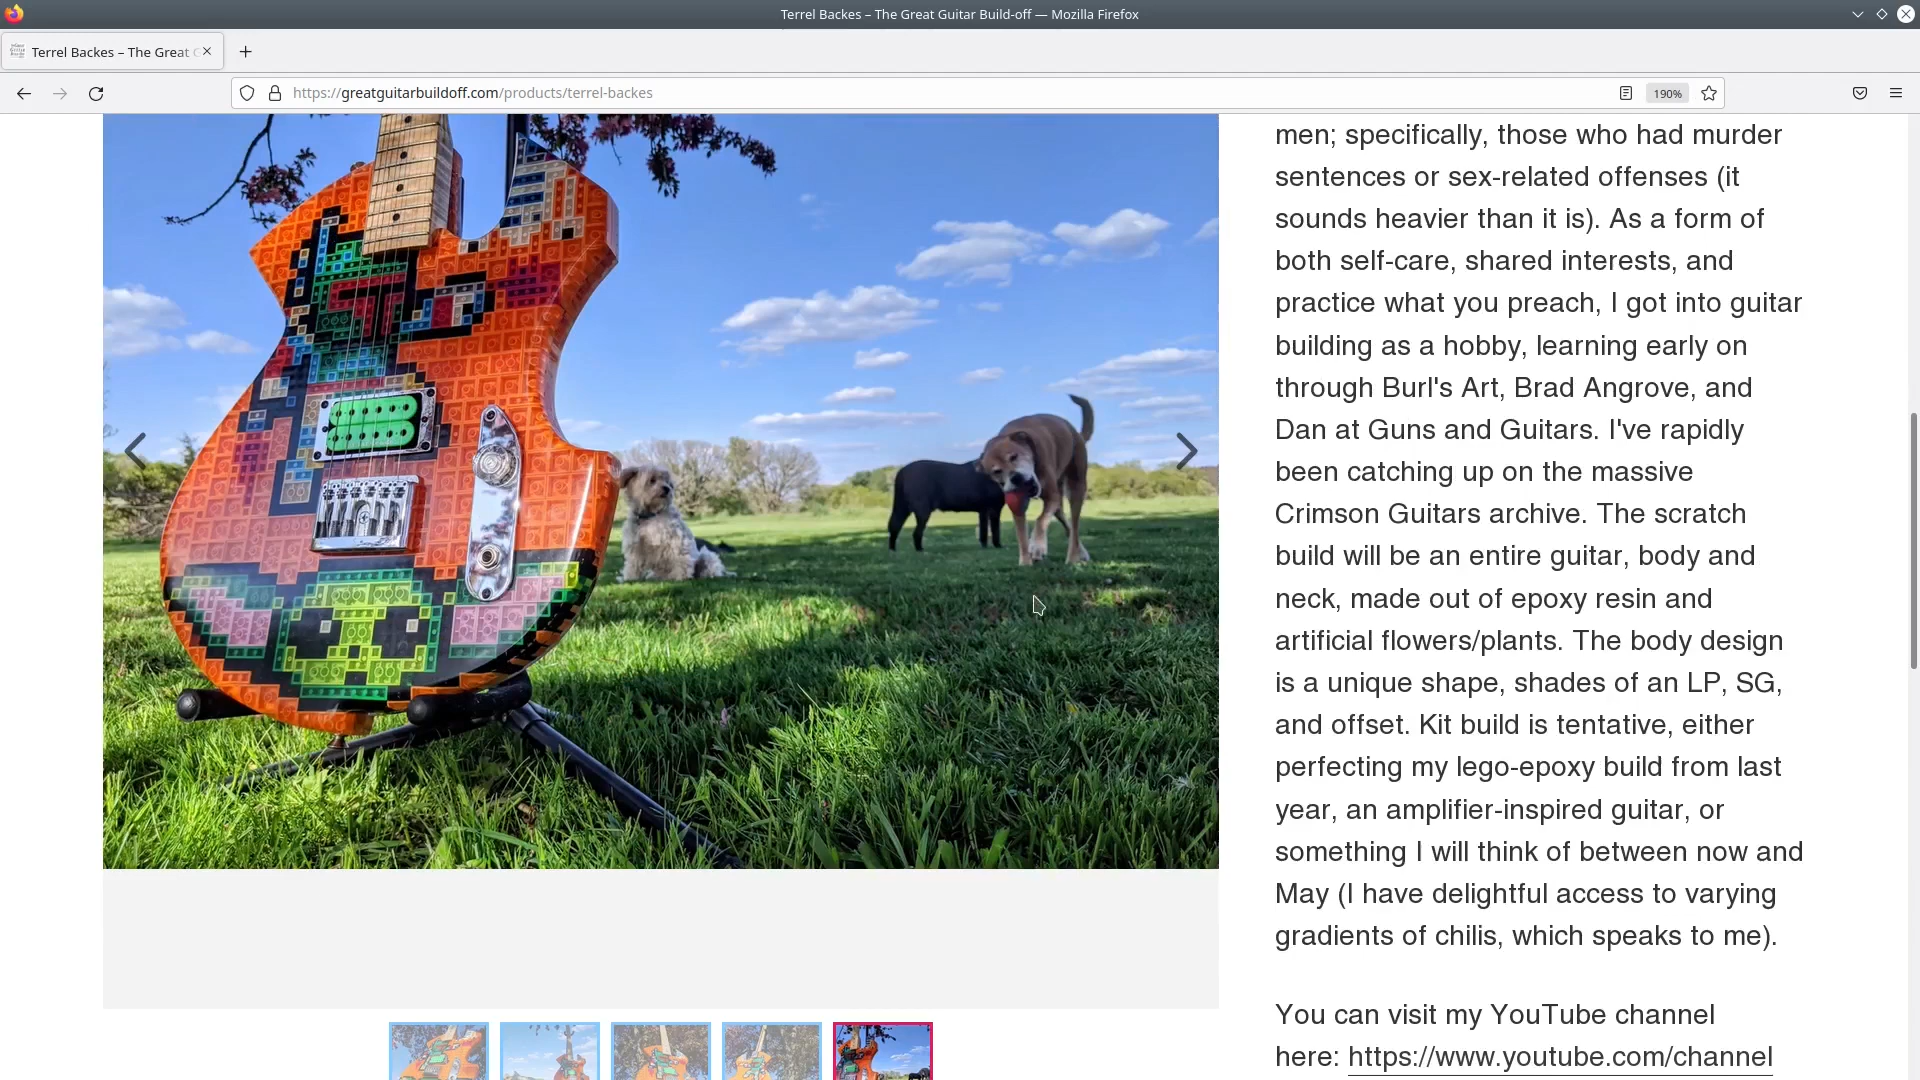 Terrel Backes – The Great Guitar Build-off — Mozilla Firefox
Terrel Backes – The Great
https://greatguitarbuildoff.com/products/terrel-backes
190%
men; specifically, those who had murder
sentences or sex-related offenses (it
sounds heavier than it is). As a form of
both self-care, shared interests, and
practice what you preach, I got into guitar
building as a hobby, learning early on
through Burl's Art, Brad Angrove, and
Dan at Guns and Guitars. I've rapidly
been catching up on the massive
Crimson Guitars archive. The scratch
build will be an entire guitar, body and
neck, made out of epoxy resin and
artificial flowers/plants. The body design
is a unique shape, shades of an LP, SG,
and offset. Kit build is tentative, either
perfecting my lego-epoxy build from last
year, an amplifier-inspired guitar, or
something I will think of between now and
May (I have delightful access to varying
gradients of chilis, which speaks to me).
You can visit my YouTube channel
here: https://www.youtube.com/channel